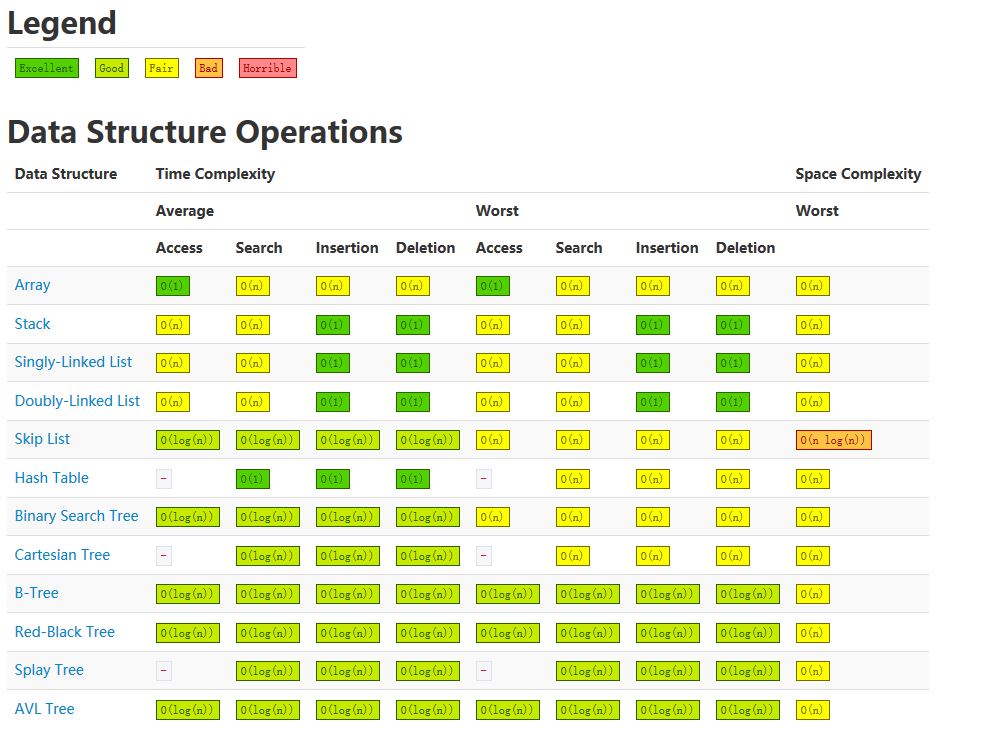 Legend
Excellent Good Fair Bad Horrible
Data Structure Operations
Data Structure Time Complexity Space Complexity
Average Worst Worst
Access Search Insertion Deletion Access Search Insertion Deletion
Array O(1) O(n) O(n) O(n) O(1) O(n) O(n) O(n) O(n)
Stack O(n) O(n) O(1) O(1) O(n) O(n) O(1) O(1) O(n)
Singly-Linked List O(n) O(n) O(1) O(1) O(n) O(n) O(1) O(1) O(n)
Doubly-Linked List O(n) O(n) O(1) O(1) O(n) O(n) O(1) O(1) O(n)
Skip List O(log(n)) O(log(n)) O(log(n)) O(log(n)) O(n) O(n) O(n) O(n) O(n log(n))
Hash Table - O(1) O(1) O(1) - O(n) O(n) O(n) O(n)
Binary Search Tree O(log(n)) O(log(n)) O(log(n)) O(log(n)) O(n) O(n) O(n) O(n) O(n)
Cartesian Tree - O(log(n)) O(log(n)) O(log(n)) - O(n) O(n) O(n) O(n)
B-Tree O(log(n)) O(log(n)) O(log(n)) O(log(n)) O(log(n)) O(log(n)) O(log(n)) O(log(n)) O(n)
Red-Black Tree O(log(n)) O(log(n)) O(log(n)) O(log(n)) O(log(n)) O(log(n)) O(log(n)) O(log(n)) O(n)
Splay Tree - O(log(n)) O(log(n)) O(log(n)) - O(log(n)) O(log(n)) O(log(n)) O(n)
AVL Tree O(log(n)) O(log(n)) O(log(n)) O(log(n)) O(log(n)) O(log(n)) O(log(n)) O(log(n)) O(n)